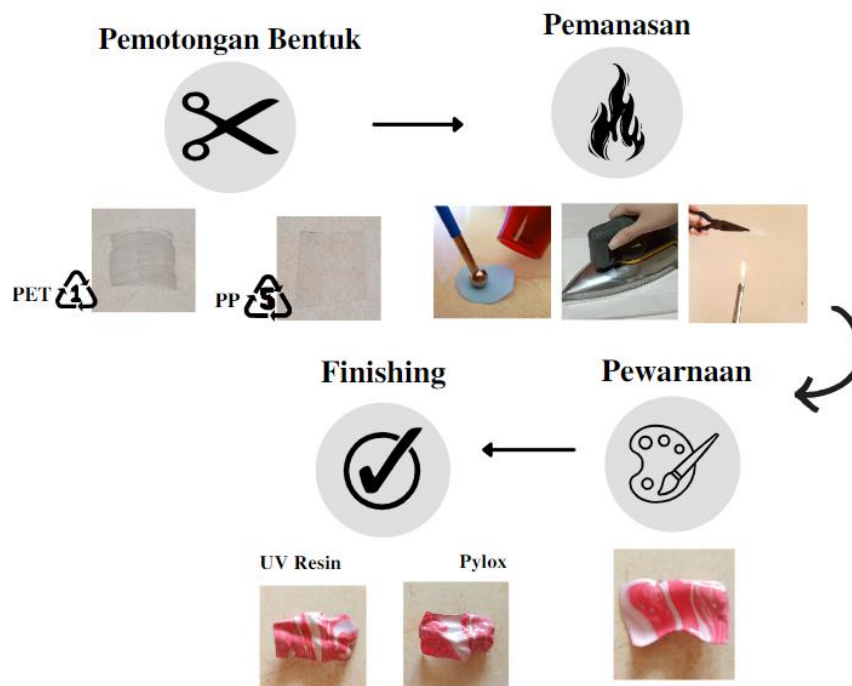 Pemotongan Bentuk
Pemanasan
PET 1
PP 5
Pewarnaan
Finishing
UV Resin
Pylox